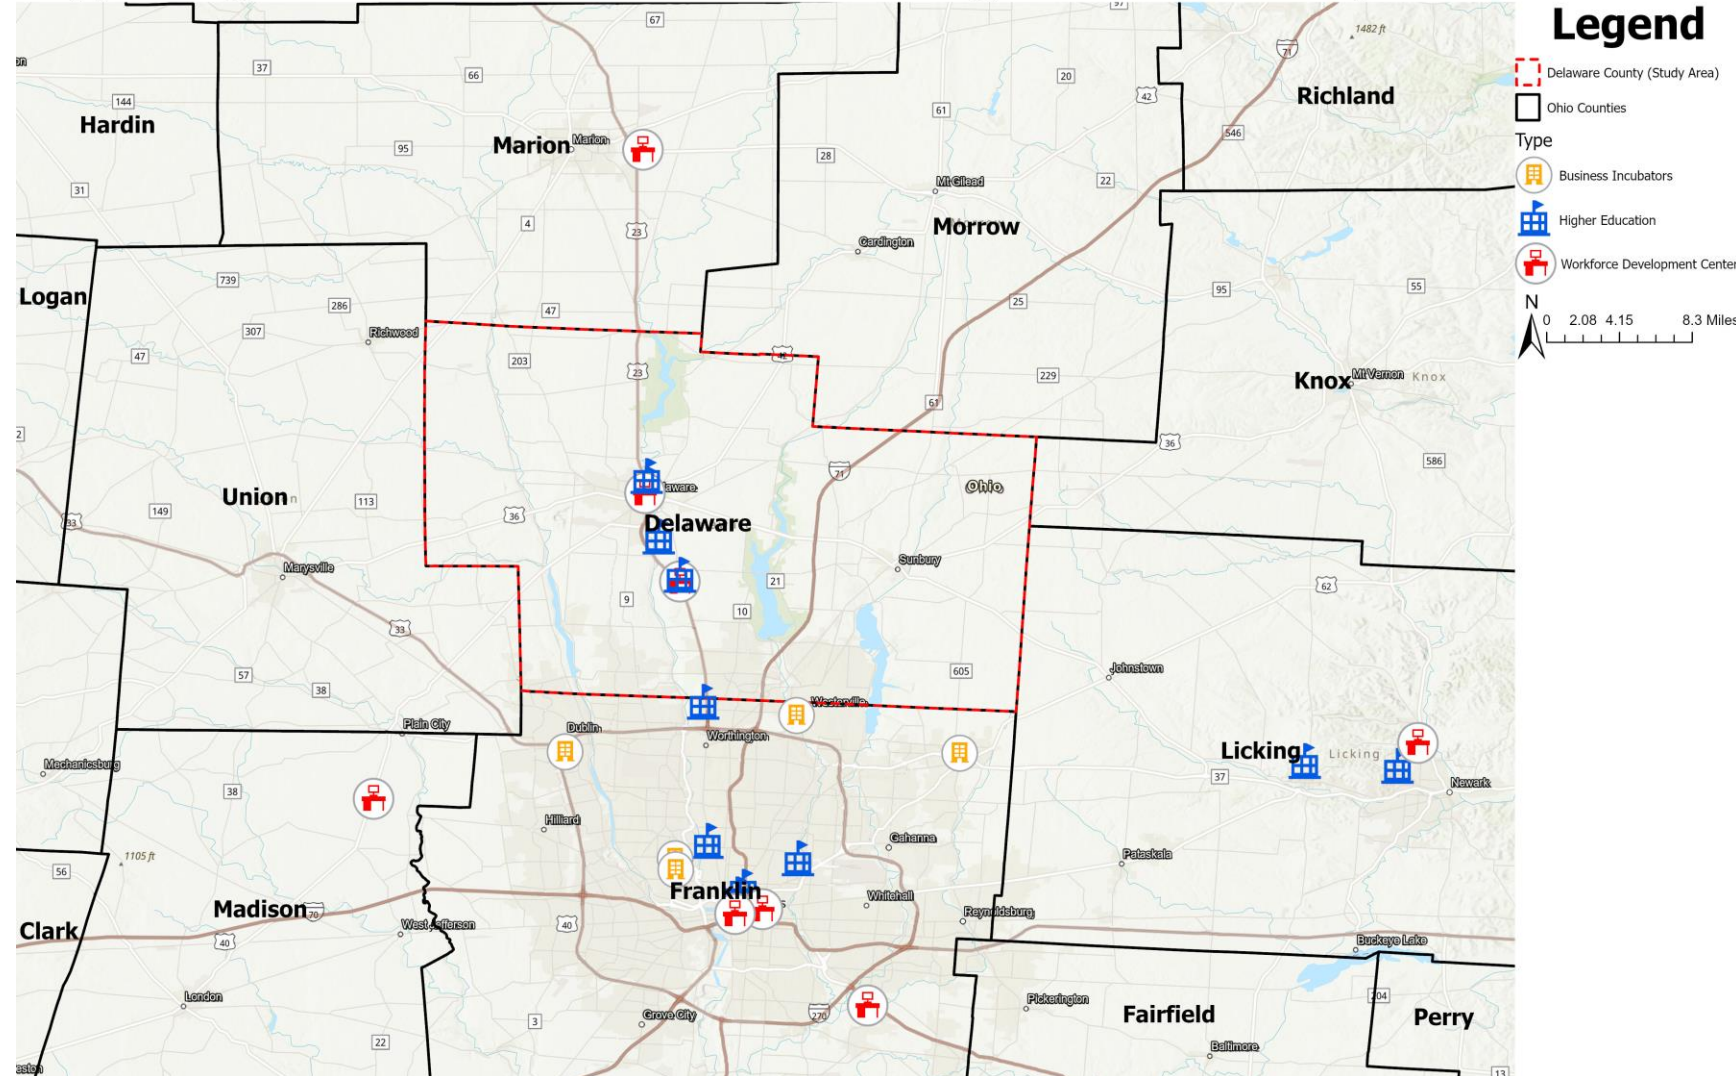 Legend
Delaware County (Study Area)
Ohio Counties
Type
Business Incubators
Higher Education
Workforce Development Center
N
0 2.08 4.15 8.3 Miles
67
97
1482 ft
71
37
66
20
42
Richland
144
61
Hardin
546
Marion
Marion
95
28
31
22
Mt Gilead
4
Morrow
23
Cardington
739
Logan
286
47
25
95
55
307
Richwood
47
203
42
23
229
Knox
Mt Vernon
Knox
61
2
36
586
71
Ohio
Union
113
149
36
33
Delaware
Sunbury
Marysville
21
62
9
10
33
Johnstown
57
605
38
Westerville
Plain City
Dublin
Worthington
Licking
Licking
Mechanicsburg
37
38
Newark
Hilliard
Gahanna
1105 ft
Pataskala
56
Franklin
Whitehall
Madison
70
Reynoldsburg
Clark
West Jefferson
40
40
Buckeye Lake
London
Pickerington
204
270
Grove City
Fairfield
Perry
3
22
Baltimore
13